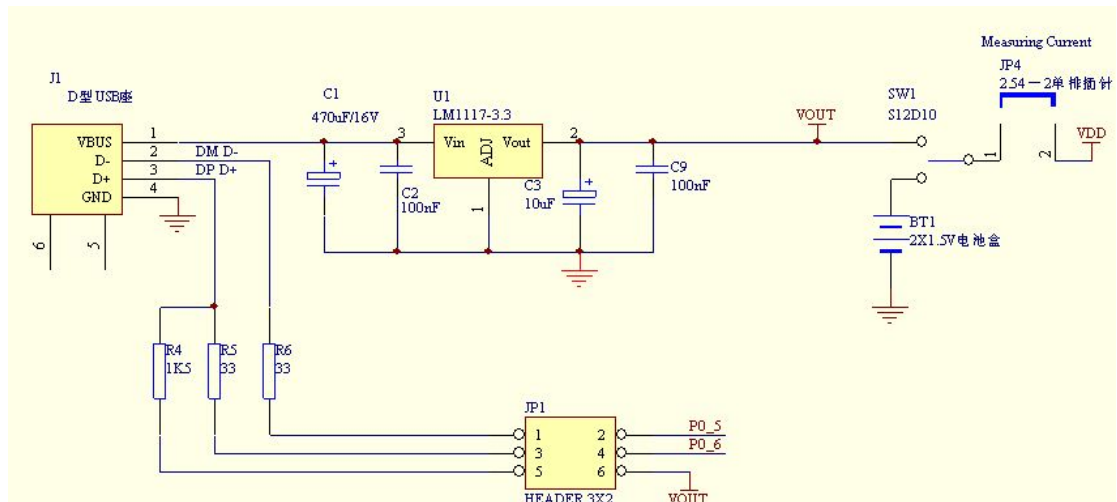 Measuring Current
J1
D型USB座
C1
470uF/16V
U1
LM1117-3.3
SW1
S12D10
JP4
2.54－2单排插针
VOUT
VDD
VBUS
D-
D+
GND
1
2
3
4
DM D-
DP D+
3
Vin
ADJ
Vout
2
1
C2
100nF
C3
10uF
C9
100nF
1
2
6
5
BT1
2X1.5V电池盒
R4
1K5
R5
33
R6
33
JP1
1
2
P0_5
3
4
P0_6
5
6
HEADER 3X2
VOUT